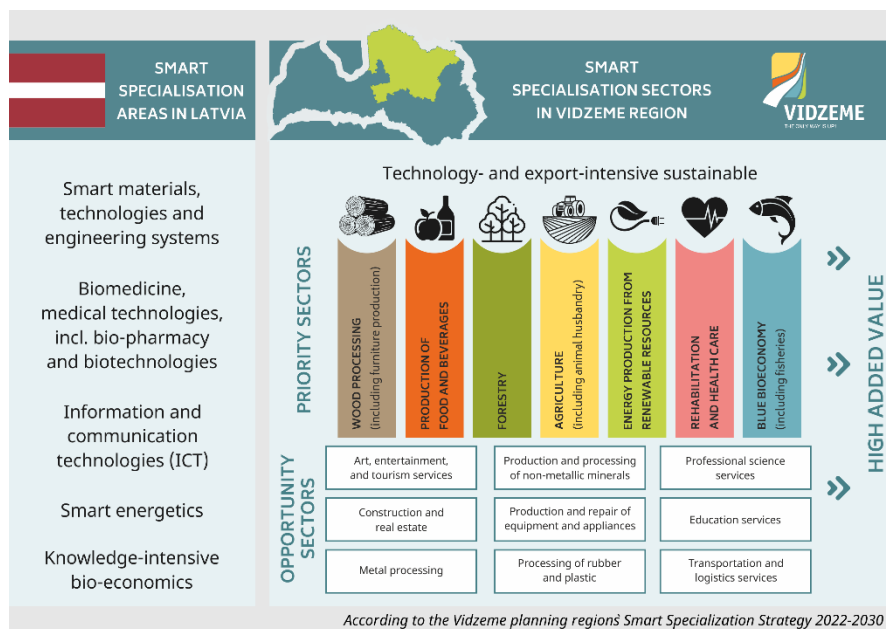 SMART
SPECIALISATION
AREAS IN LATVIA
Smart materials,
technologies and
engineering systems
Biomedicine,
medical technologies,
incl. bio-pharmacy
and biotechnologies
Information and
communication
technologies (ICT)
Smart energetics
Knowledge-intensive
bio-economics
SMART
SPECIALISATION SECTORS
IN VIDZEME REGION
VIDZEME
THE ONLY WAY IS UP!
Technology- and export-intensive sustainable
PRIORITY SECTORS
WOOD PROCESSING
(including furniture production)
PRODUCTION OF
FOOD AND BEVERAGES
FORESTRY
AGRICULTURE
(including animal husbandry)
ENERGY PRODUCTION FROM
RENEWABLE RESOURCES
REHABILITATION
AND HEALTH CARE
BLUE BIOECONOMY
(including fisheries)
OPPORTUNITY
SECTORS
Art, entertainment,
and tourism services
Production and processing
of non-metallic minerals
Professional science
services
Construction and
real estate
Production and repair of
equipment and appliances
Education services
Metal processing
Processing of rubber
and plastic
Transportation and
logistics services
HIGH ADDED VALUE
According to the Vidzeme planning regions` Smart Specialization Strategy 2022-2030